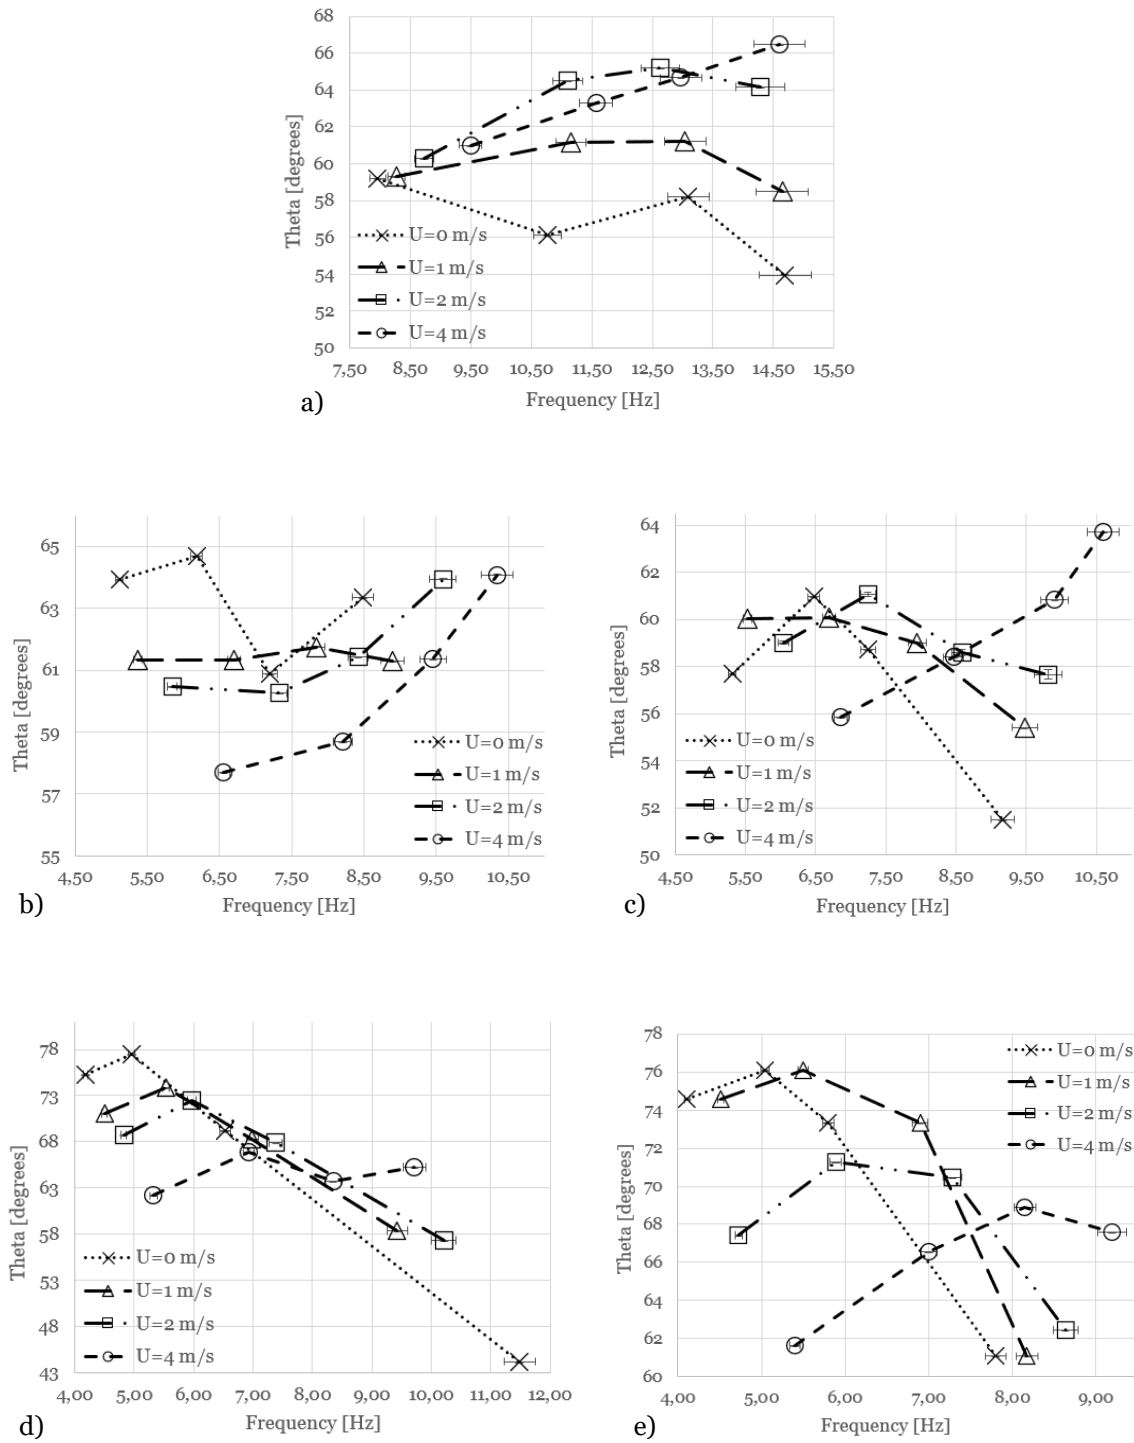 68
66
64
62
60
58
56
54
52
50
Theta [degrees]
U=0 m/s
U=1 m/s
U=2 m/s
U=4 m/s
7,50 8,50 9,50 10,50 11,50 12,50 13,50 14,50 15,50
Frequency [Hz]
a)
65
63
61
59
57
55
Theta [degrees]
U=0 m/s
U=1 m/s
U=2 m/s
U=4 m/s
4,50 5,50 6,50 7,50 8,50 9,50 10,50
Frequency [Hz]
b)
64
62
60
58
56
54
52
50
Theta [degrees]
U=0 m/s
U=1 m/s
U=2 m/s
U=4 m/s
4,50 5,50 6,50 7,50 8,50 9,50 10,50
Frequency [Hz]
c)
78
73
68
63
58
53
48
43
Theta [degrees]
U=0 m/s
U=1 m/s
U=2 m/s
U=4 m/s
4,00 5,00 6,00 7,00 8,00 9,00 10,00 11,00 12,00
Frequency [Hz]
d)
78
76
74
72
70
68
66
64
62
60
Theta [degrees]
U=0 m/s
U=1 m/s
U=2 m/s
U=4 m/s
4,00 5,00 6,00 7,00 8,00 9,00
Frequency [Hz]
e)